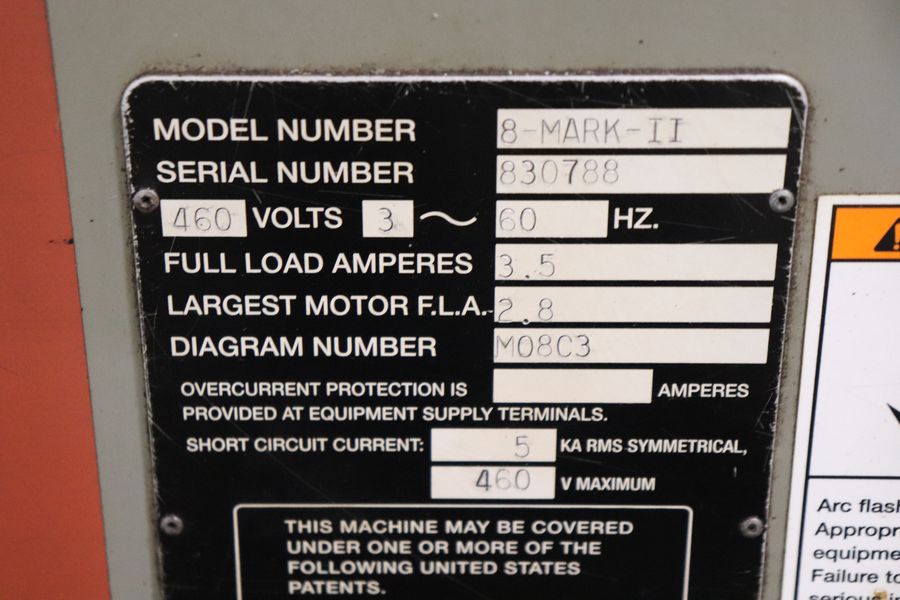 MODEL NUMBER 8-MARK-II
SERIAL NUMBER 830788
460 VOLTS 3 ~ 60 HZ.
FULL LOAD AMPERES 3.5
LARGEST MOTOR F.L.A. 2.8
DIAGRAM NUMBER M08C3
OVERCURRENT PROTECTION IS AMPERES
PROVIDED AT EQUIPMENT SUPPLY TERMINALS.
SHORT CIRCUIT CURRENT: 5 KA RMS SYMMETRICAL,
460 V MAXIMUM
THIS MACHINE MAY BE COVERED
UNDER ONE OR MORE OF THE
FOLLOWING UNITED STATES
PATENTS.
Arc flash
Appropr
equipme
Failure to
serious in